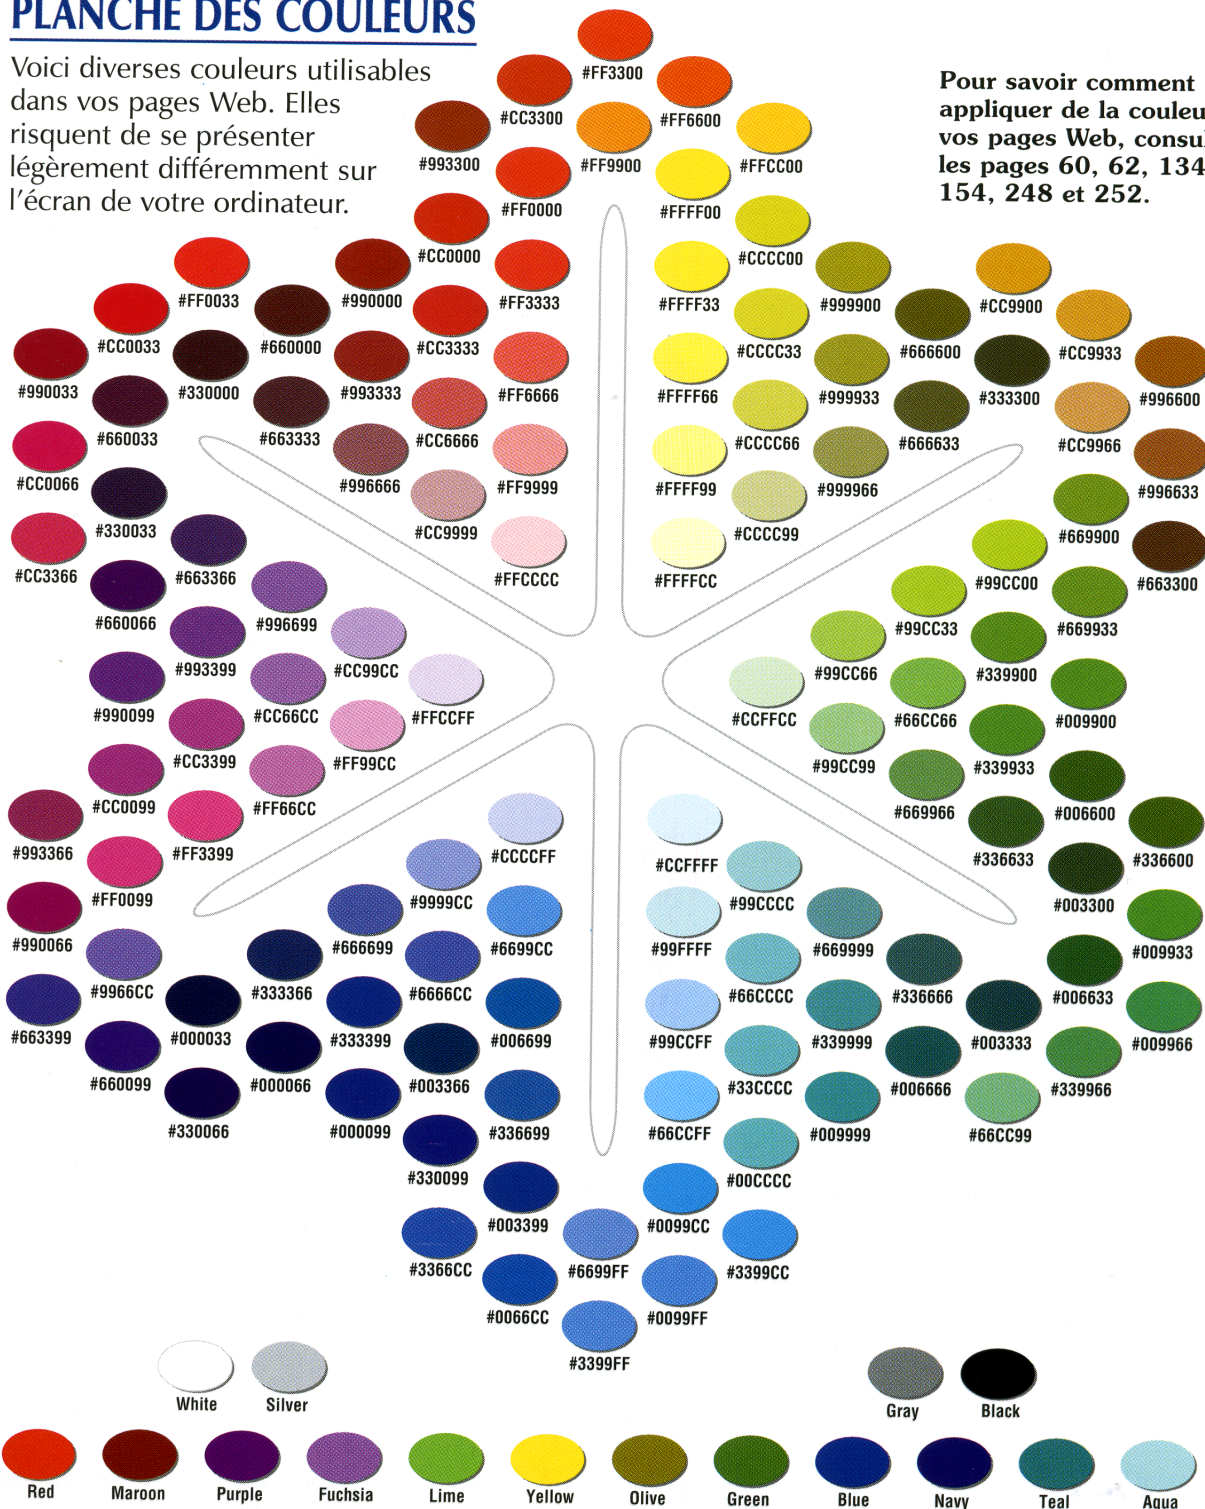 PLANCHE DES COULEURS
Voici diverses couleurs utilisables
dans vos pages Web. Elles
risquent de se présenter
légèrement différemment sur
l'écran de votre ordinateur.
Pour savoir comment
appliquer de la couleu
vos pages Web, consul
les pages 60, 62, 134
154, 248 et 252.
#FF3300
#CC3300 #FF6600
#993300 #FF9900 #FFCC00
#FF0000 #FFFF00
#CC0000 #CCCC00
#FF0033 #990000 #FF3333 #FFFF33 #999900 #CC9900
#CC0033 #660000 #CC3333 #CCCC33 #666600 #CC9933
#990033 #330000 #993333 #FF6666 #FFFF66 #999933 #333300 #996600
#660033 #663333 #CC6666 #CCCC66 #666633 #CC9966
#CC0066 #996666 #FF9999 #FFFF99 #999966 #996633
#330033 #CC9999 #CCCC99 #669900
#CC3366 #663366 #FFCCCC #FFFFCC #99CC00 #663300
#660066 #996699 #99CC33 #669933
#993399 #CC99CC #99CC66 #339900
#990099 #CC66CC #FFCCFF #CCFFCC #66CC66 #009900
#CC3399 #FF99CC #99CC99 #339933
#CC0099 #FF66CC #669966 #006600
#993366 #FF3399 #CCCCFF #CCFFFF #336633 #336600
#FF0099 #9999CC #99CCCC #003300
#990066 #666699 #6699CC #99FFFF #669999 #009933
#9966CC #333366 #6666CC #66CCCC #336666 #006633
#663399 #000033 #333399 #006699 #99CCFF #339999 #003333 #009966
#660099 #000066 #003366 #33CCCC #006666 #339966
#330066 #000099 #336699 #66CCFF #009999 #66CC99
#330099 #00CCCC
#003399 #0099CC
#3366CC #6699FF #3399CC
#0066CC #0099FF
#3399FF
White Silver Gray Black
Red Maroon Purple Fuchsia Lime Yellow Olive Green Blue Navy Teal Aqua